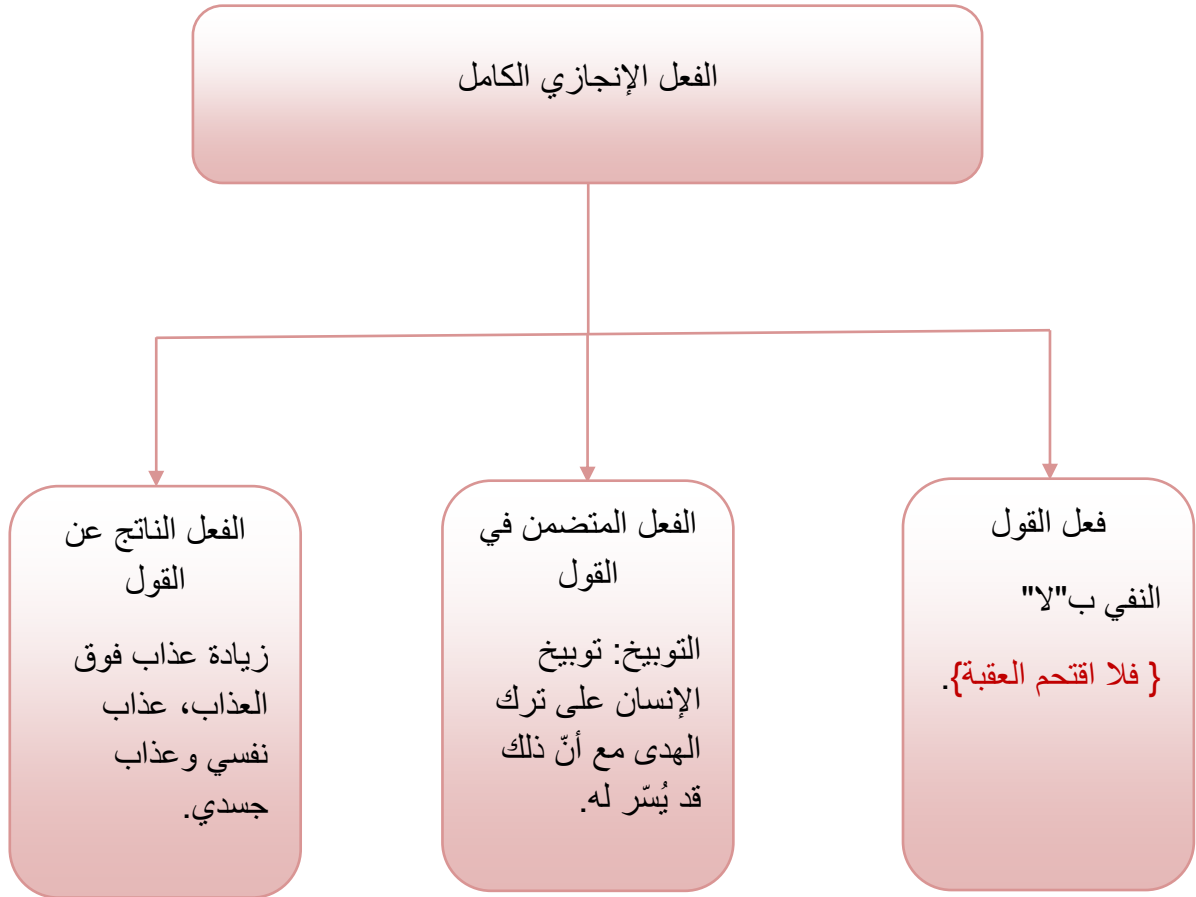 الفعل الإنجازي الكامل
فعل القول
النفي ب"لا"
{ فلا اقتحم العقبة}.
الفعل المتضمن في
القول
التوبيخ: توبيخ
الإنسان على ترك
الهدى مع أنّ ذلك
قد يُسّر له.
الفعل الناتج عن
القول
زيادة عذاب فوق
العذاب، عذاب
نفسي وعذاب
جسدي.